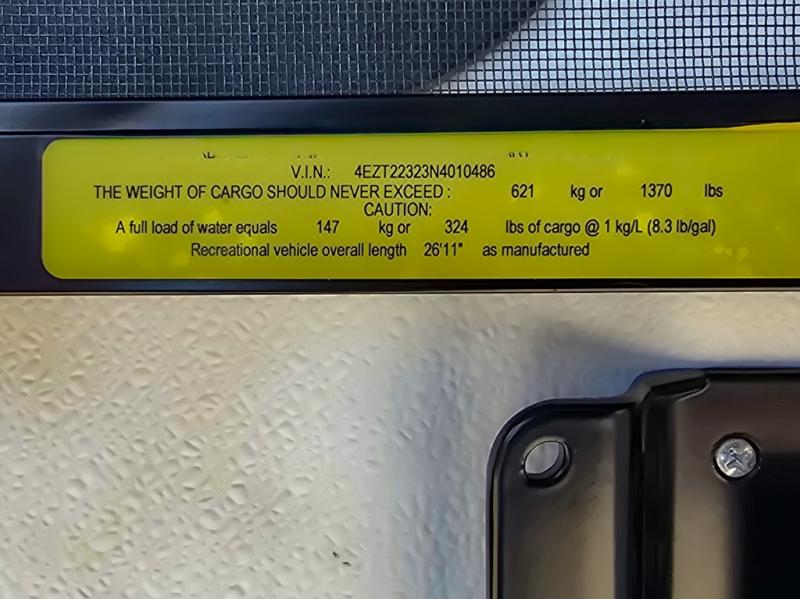 V.I.N.: 4EZT22323N4010486
THE WEIGHT OF CARGO SHOULD NEVER EXCEED : 621 kg or 1370 lbs
CAUTION:
A full load of water equals 147 kg or 324 lbs of cargo @ 1 kg/L (8.3 lb/gal)
Recreational vehicle overall length 26'11" as manufactured